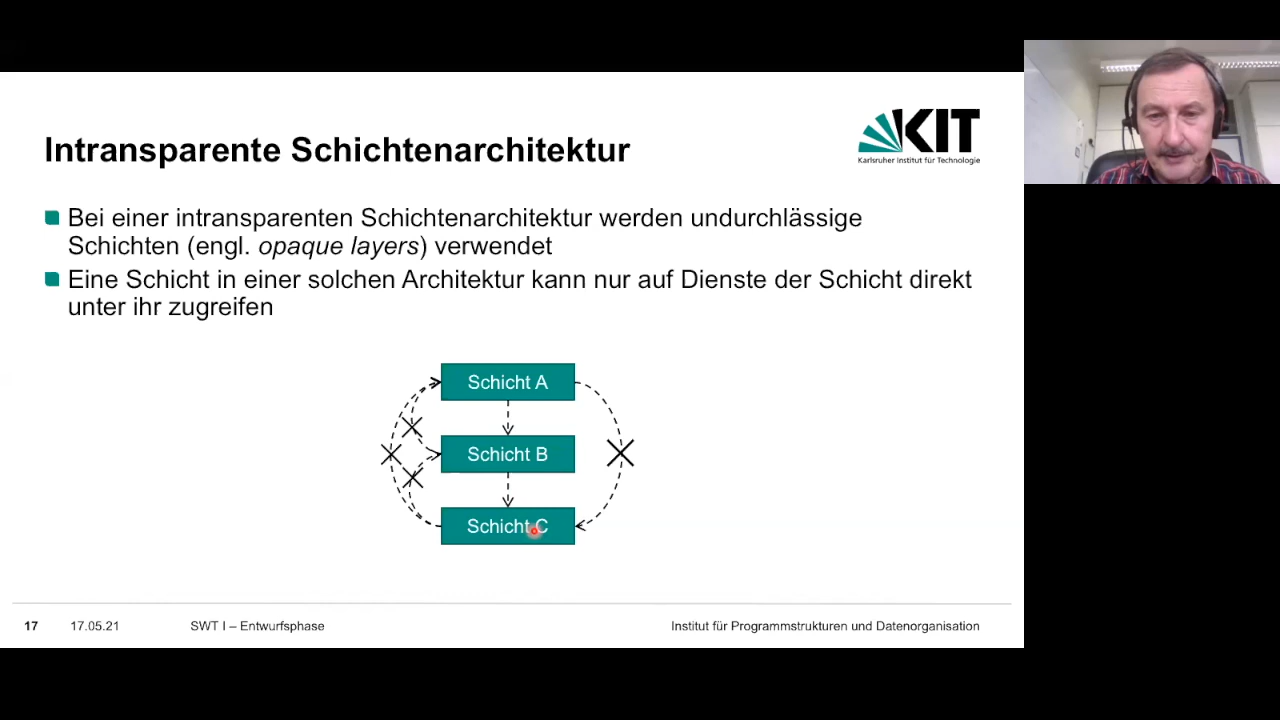 KIT
Karlsruher Institut für Technologie
Intransparente Schichtenarchitektur
Bei einer intransparenten Schichtenarchitektur werden undurchlässige
Schichten (engl. opaque layers) verwendet
Eine Schicht in einer solchen Architektur kann nur auf Dienste der Schicht direkt
unter ihr zugreifen
Schicht A
Schicht B
Schicht C
17 17.05.21 SWT I – Entwurfsphase Institut für Programmstrukturen und Datenorganisation